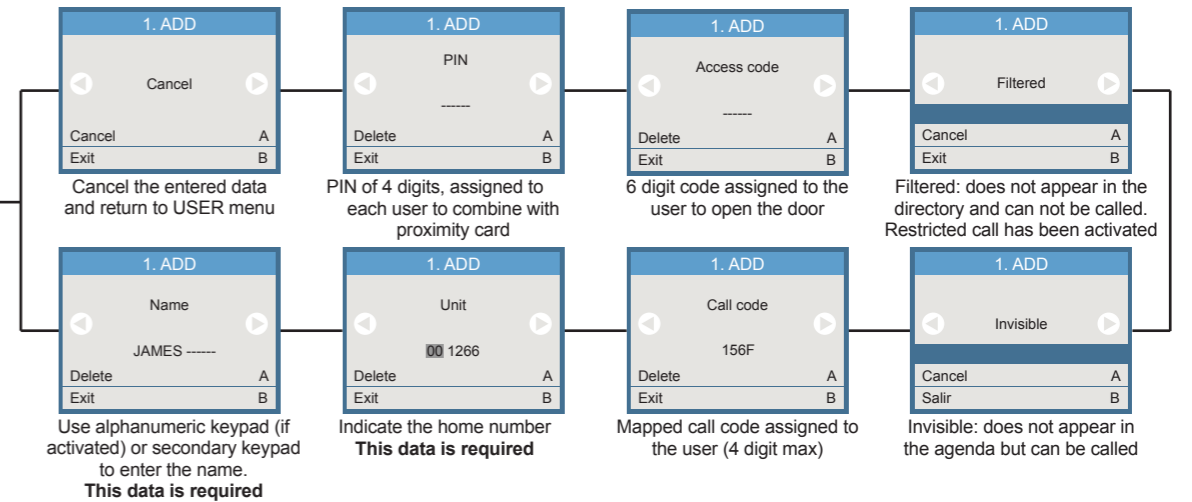 1. ADD
Cancel
Cancel A
Exit B
Cancel the entered data
and return to USER menu
1. ADD
PIN
------
Delete A
Exit B
PIN of 4 digits, assigned to
each user to combine with
proximity card
1. ADD
Access code
------
Delete A
Exit B
6 digit code assigned to the
user to open the door
1. ADD
Filtered
Cancel A
Exit B
Filtered: does not appear in the
directory and can not be called.
Restricted call has been activated
1. ADD
Name
JAMES ------
Delete A
Exit B
Use alphanumeric keypad (if
activated) or secondary keypad
to enter the name.
This data is required
1. ADD
Unit
00 1266
Delete A
Exit B
Indicate the home number
This data is required
1. ADD
Call code
156F
Delete A
Exit B
Mapped call code assigned to
the user (4 digit max)
1. ADD
Invisible
Cancel A
Salir B
Invisible: does not appear in
the agenda but can be called